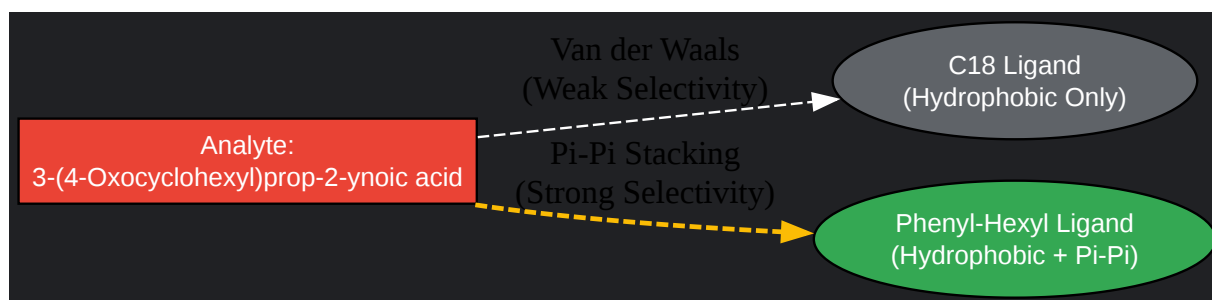 Analyte:
3-(4-Oxocyclohexyl)prop-2-ynoic acid
Van der Waals
(Weak Selectivity)
C18 Ligand
(Hydrophobic Only)
Pi-Pi Stacking
(Strong Selectivity)
Phenyl-Hexyl Ligand
(Hydrophobic + Pi-Pi)